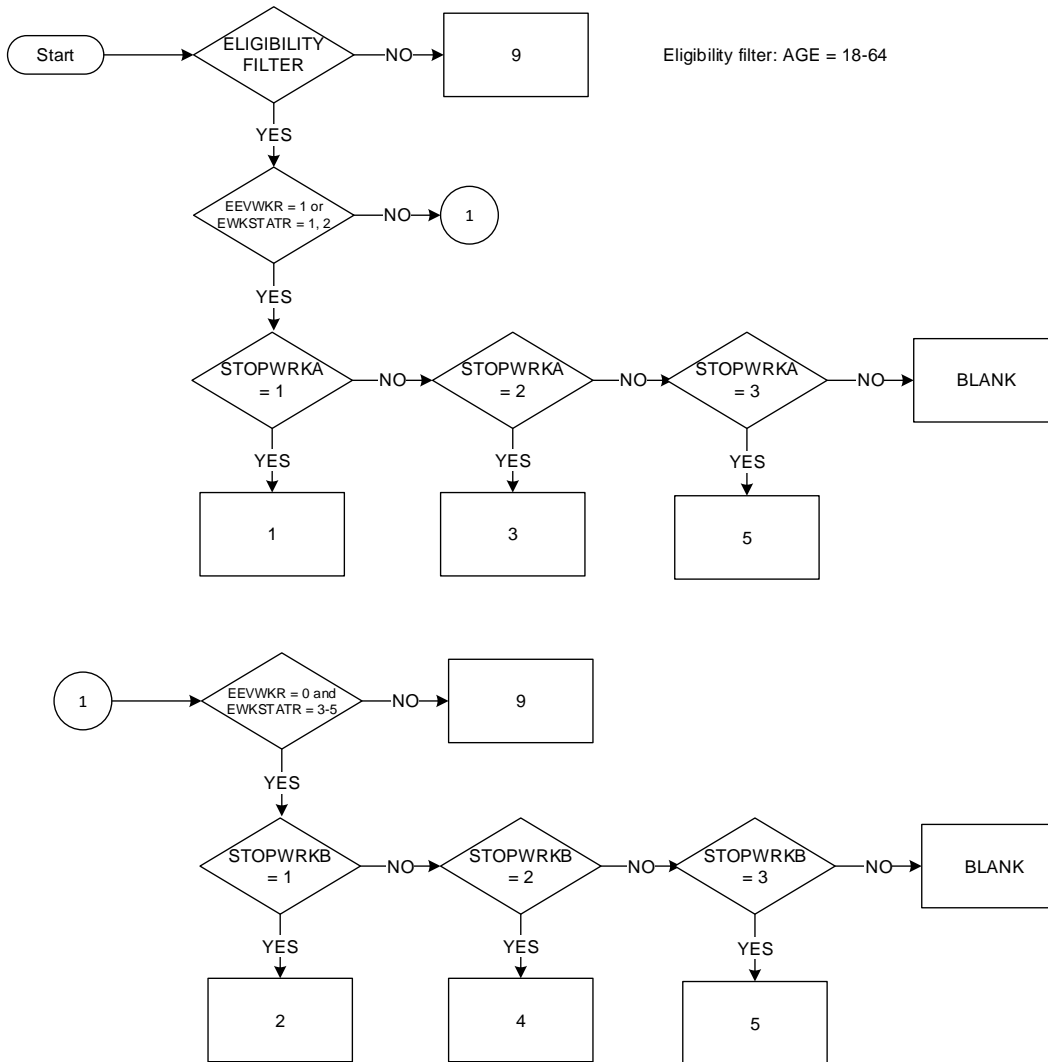 Start
ELIGIBILITY
FILTER
NO
9
Eligibility filter: AGE = 18-64
YES
EEVWKR = 1 or
EWKSTATR = 1, 2
NO
1
YES
STOPWRKA
= 1
NO
STOPWRKA
= 2
NO
STOPWRKA
= 3
NO
BLANK
YES
YES
YES
1
3
5
1
EEVWKR = 0 and
EWKSTATR = 3-5
NO
9
YES
STOPWRKB
= 1
NO
STOPWRKB
= 2
NO
STOPWRKB
= 3
NO
BLANK
YES
YES
YES
2
4
5